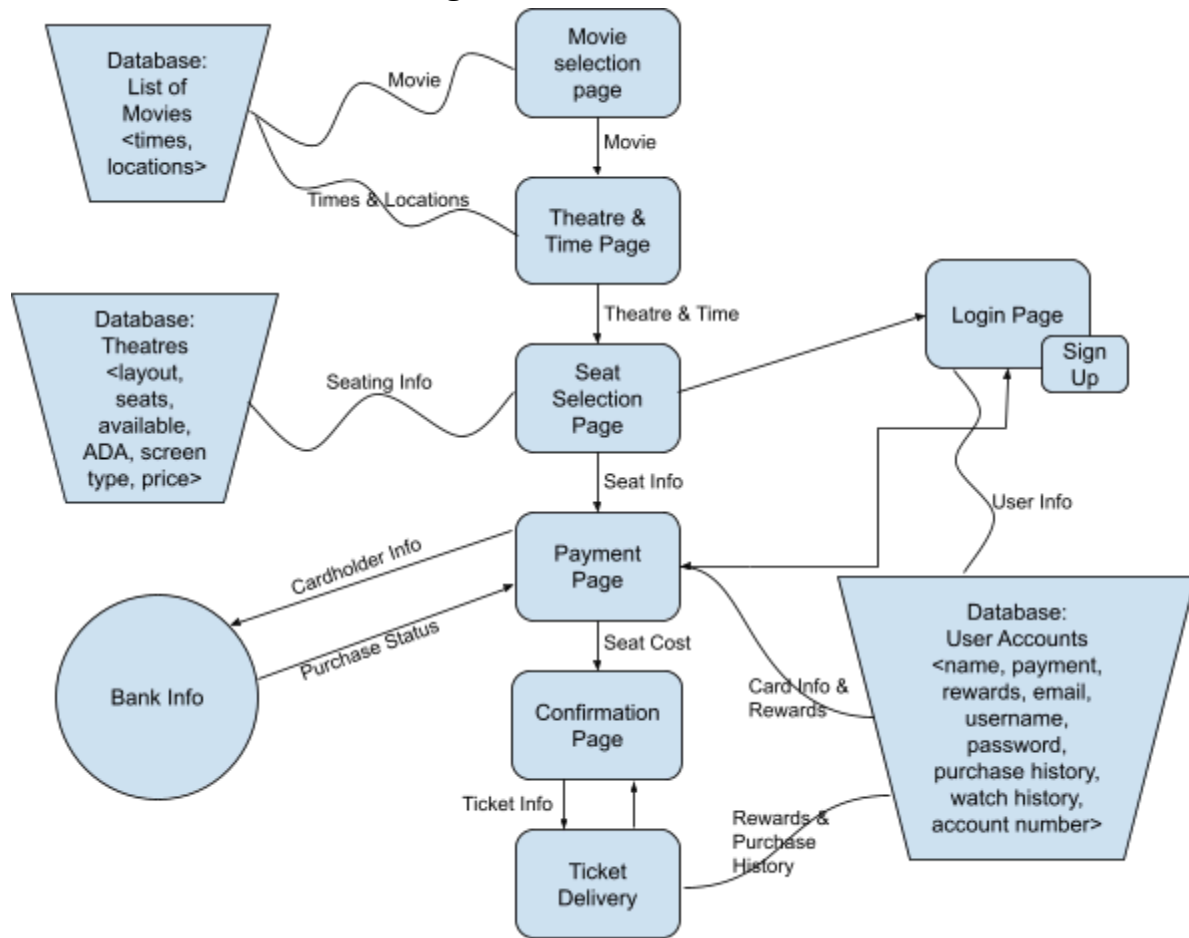 Movie
selection
page
Database:
List of
Movies
<times,
locations>
Movie
Movie
Times & Locations
Theatre &
Time Page
Theatre & Time
Login Page
Sign
Up
Database:
Theatres
<layout,
seats,
available,
ADA, screen
type, price>
Seating Info
Seat
Selection
Page
Seat Info
User Info
Cardholder Info
Payment
Page
Purchase Status
Seat Cost
Bank Info
Card Info &
Rewards
Database:
User Accounts
<name, payment,
rewards, email,
username,
password,
purchase history,
watch history,
account number>
Confirmation
Page
Ticket Info
Rewards &
Purchase
History
Ticket
Delivery